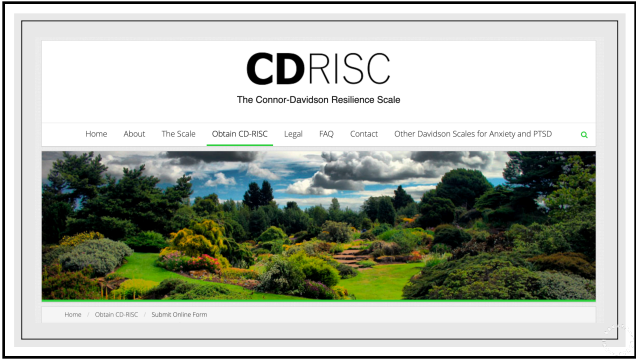 CDRISC
The Connor-Davidson Resilience Scale
Home About The Scale Obtain CD-RISC Legal FAQ Contact Other Davidson Scales for Anxiety and PTSD
Home / Obtain CD-RISC / Submit Online Form